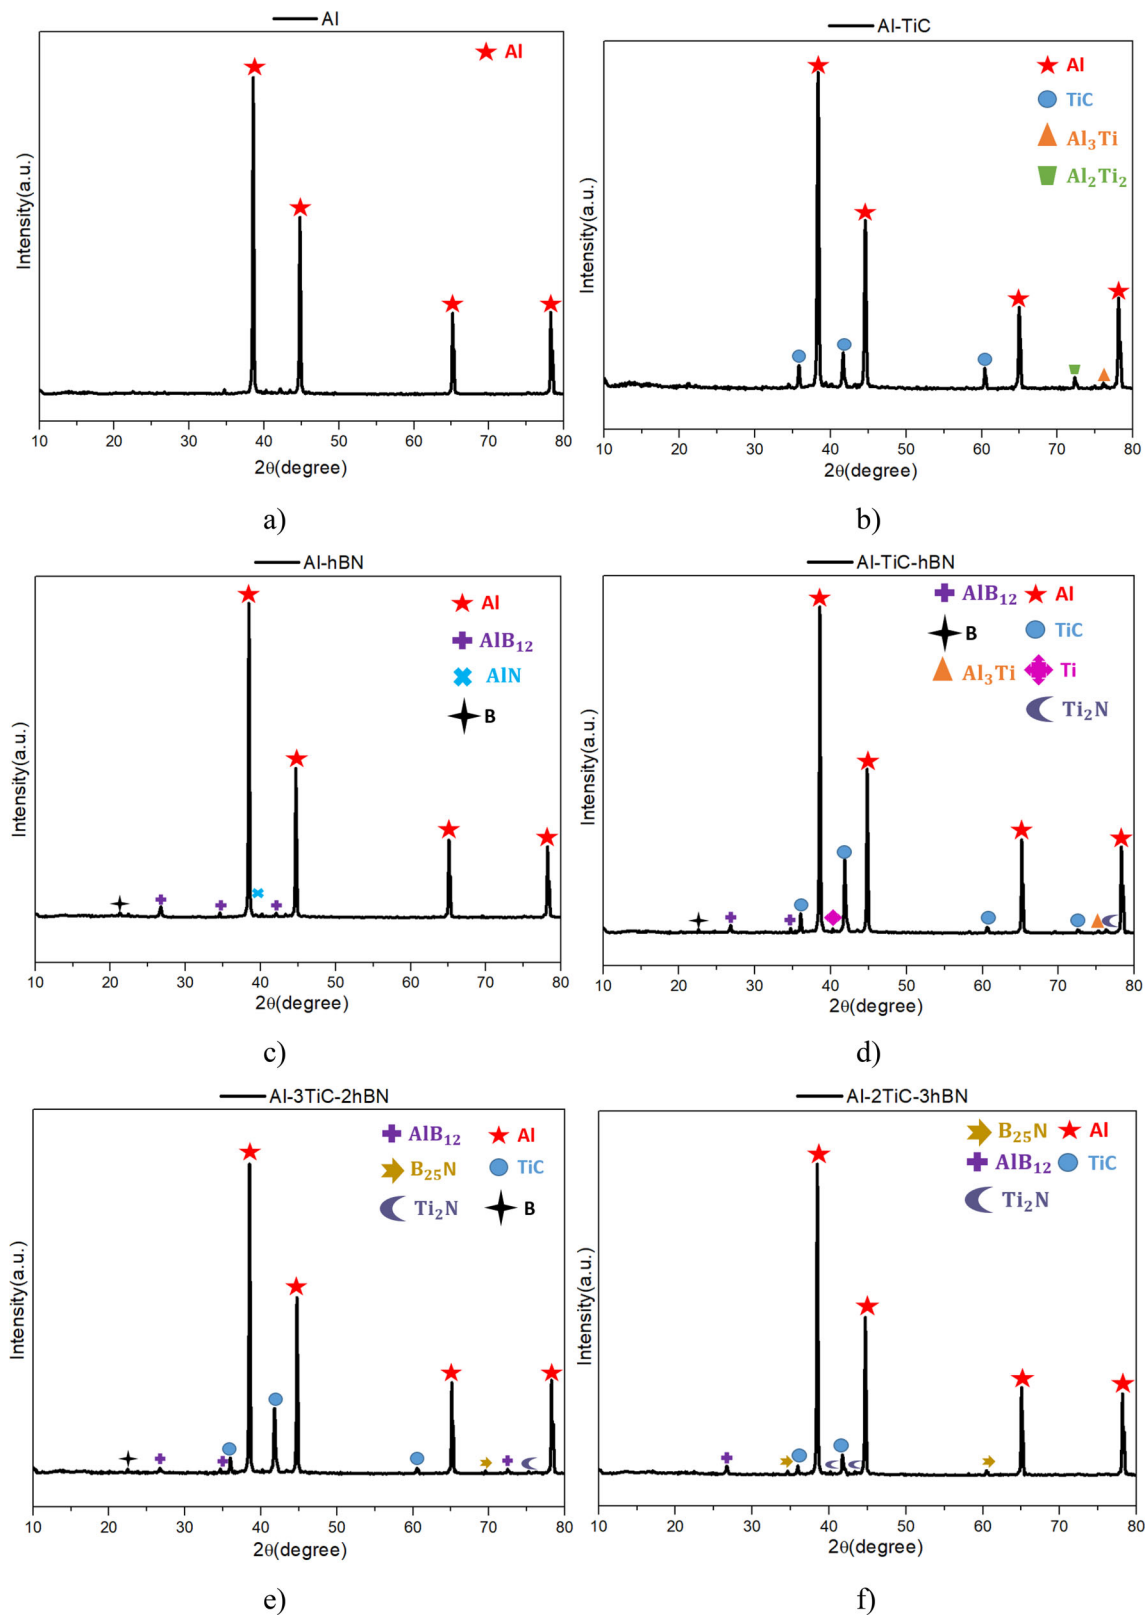 Al
Al
Intensity(a.u.)
10 20 30 40 50 60 70 80
2θ(degree)
a)
Al-TiC
Al
TiC
Al₃Ti
Al₂Ti₂
Intensity(a.u.)
10 20 30 40 50 60 70 80
2θ(degree)
b)
Al-hBN
Al
AlB₁₂
AlN
B
Intensity(a.u.)
10 20 30 40 50 60 70 80
2θ(degree)
c)
Al-TiC-hBN
AlB₁₂ Al
B TiC
Al₃Ti Ti
Ti₂N
Intensity(a.u.)
10 20 30 40 50 60 70 80
2θ(degree)
d)
Al-3TiC-2hBN
AlB₁₂ Al
B₂₅N TiC
Ti₂N B
Intensity(a.u.)
10 20 30 40 50 60 70 80
2θ(degree)
e)
Al-2TiC-3hBN
B₂₅N Al
AlB₁₂ TiC
Ti₂N
Intensity(a.u.)
10 20 30 40 50 60 70 80
2θ(degree)
f)